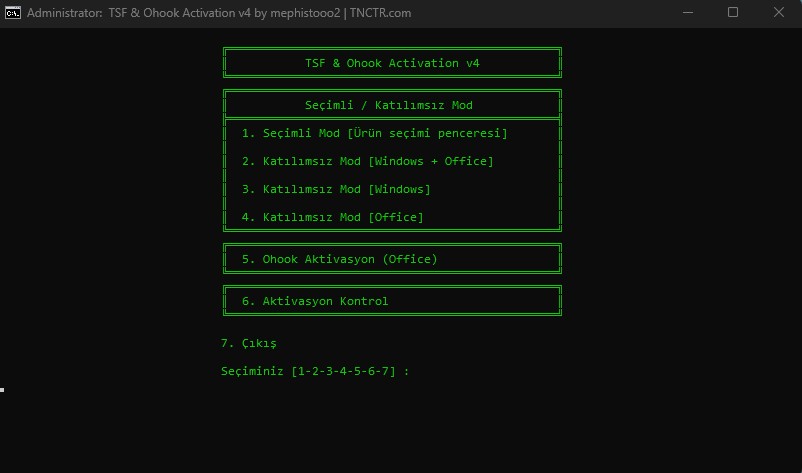 Administrator: TSF & Ohook Activation v4 by mephistooo2 | TNCTR.com
TSF & Ohook Activation v4
Seçimli / Katılımsız Mod
1. Seçimli Mod [Ürün seçimi penceresi]
2. Katılımsız Mod [Windows + Office]
3. Katılımsız Mod [Windows]
4. Katılımsız Mod [Office]
5. Ohook Aktivasyon (Office)
6. Aktivasyon Kontrol
7. Çıkış
Seçiminiz [1-2-3-4-5-6-7] :